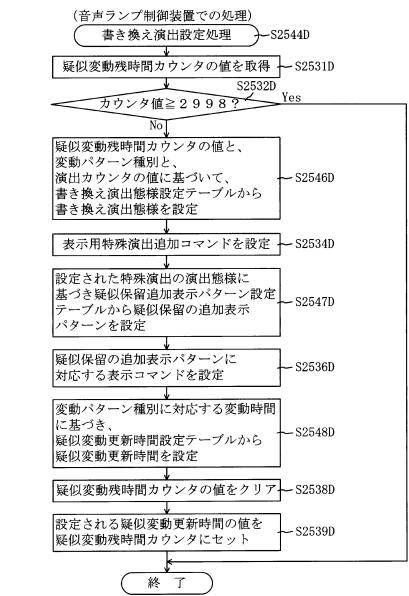 (音声ランプ制御装置での処理)
書き換え演出設定処理
S2544D
疑似変動残時間カウンタの値を取得
S2531D
S2532D
カウンタ値≧2998?
Yes
No
疑似変動残時間カウンタの値と、
変動パターン種別と、
演出カウンタの値に基づいて、
書き換え演出態様設定テーブルから
書き換え演出態様を設定
S2546D
表示用特殊演出追加コマンドを設定
S2534D
設定された特殊演出の演出態様に
基づき疑似保留追加表示パターン設定
テーブルから疑似保留の追加表示
パターンを設定
S2547D
疑似保留の追加表示パターンに
対応する表示コマンドを設定
S2536D
変動パターン種別に対応する変動時間
に基づき、
疑似変動更新時間設定テーブルから
疑似変動更新時間を設定
S2548D
疑似変動残時間カウンタの値をクリア
S2538D
設定される疑似変動更新時間の値を
疑似変動残時間カウンタにセット
S2539D
終 了